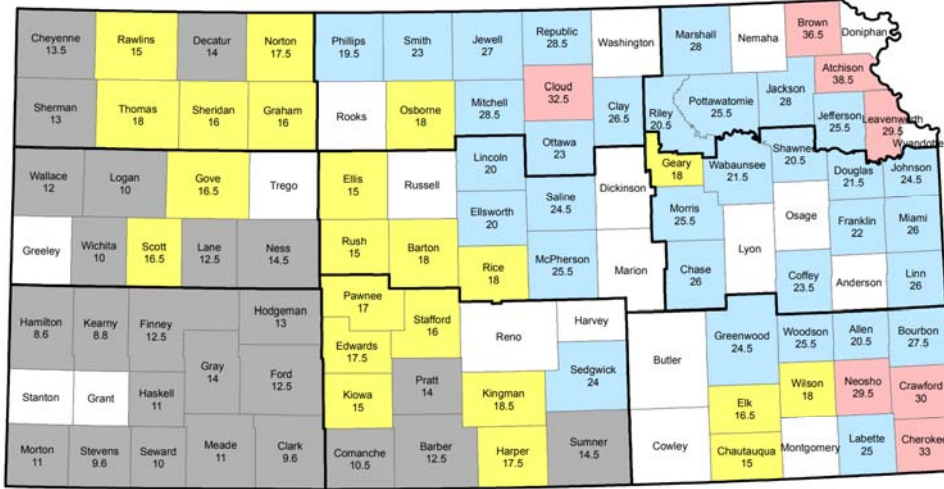 Cheyenne
13.5
Rawlins
15
Decatur
14
Norton
17.5
Phillips
19.5
Smith
23
Jewell
27
Republic
28.5
Washington
Marshall
28
Nemaha
Brown
36.5
Doniphan
Sherman
13
Thomas
18
Sheridan
16
Graham
16
Rooks
Osborne
18
Mitchell
28.5
Cloud
32.5
Clay
26.5
Riley
20.5
Pottawatomie
25.5
Jackson
28
Atchison
38.5
Jefferson
25.5
Leavenworth
29.5
Wyandotte
Ottawa
23
Wallace
12
Logan
10
Gove
16.5
Trego
Ellis
15
Russell
Lincoln
20
Saline
24.5
Dickinson
Geary
18
Wabaunsee
21.5
Shawnee
20.5
Douglas
21.5
Johnson
24.5
Greeley
Wichita
10
Scott
16.5
Lane
12.5
Ness
14.5
Rush
15
Barton
18
Ellsworth
20
Rice
18
McPherson
25.5
Marion
Morris
25.5
Chase
26
Lyon
Osage
Franklin
22
Miami
26
Coffey
23.5
Anderson
Linn
26
Hamilton
8.6
Kearny
8.8
Finney
12.5
Hodgeman
13
Pawnee
17
Stafford
16
Edwards
17.5
Reno
Harvey
Butler
Greenwood
24.5
Woodson
25.5
Allen
20.5
Bourbon
27.5
Gray
14
Ford
12.5
Stanton
Grant
Haskell
11
Kiowa
15
Pratt
14
Kingman
18.5
Sedgwick
24
Elk
16.5
Wilson
18
Neosho
29.5
Crawford
30
Morton
11
Stevens
9.6
Seward
10
Meade
11
Clark
9.6
Comanche
10.5
Barber
12.5
Harper
17.5
Sumner
14.5
Cowley
Chautauqua
15
Montgomery
Labette
25
Cherokee
33